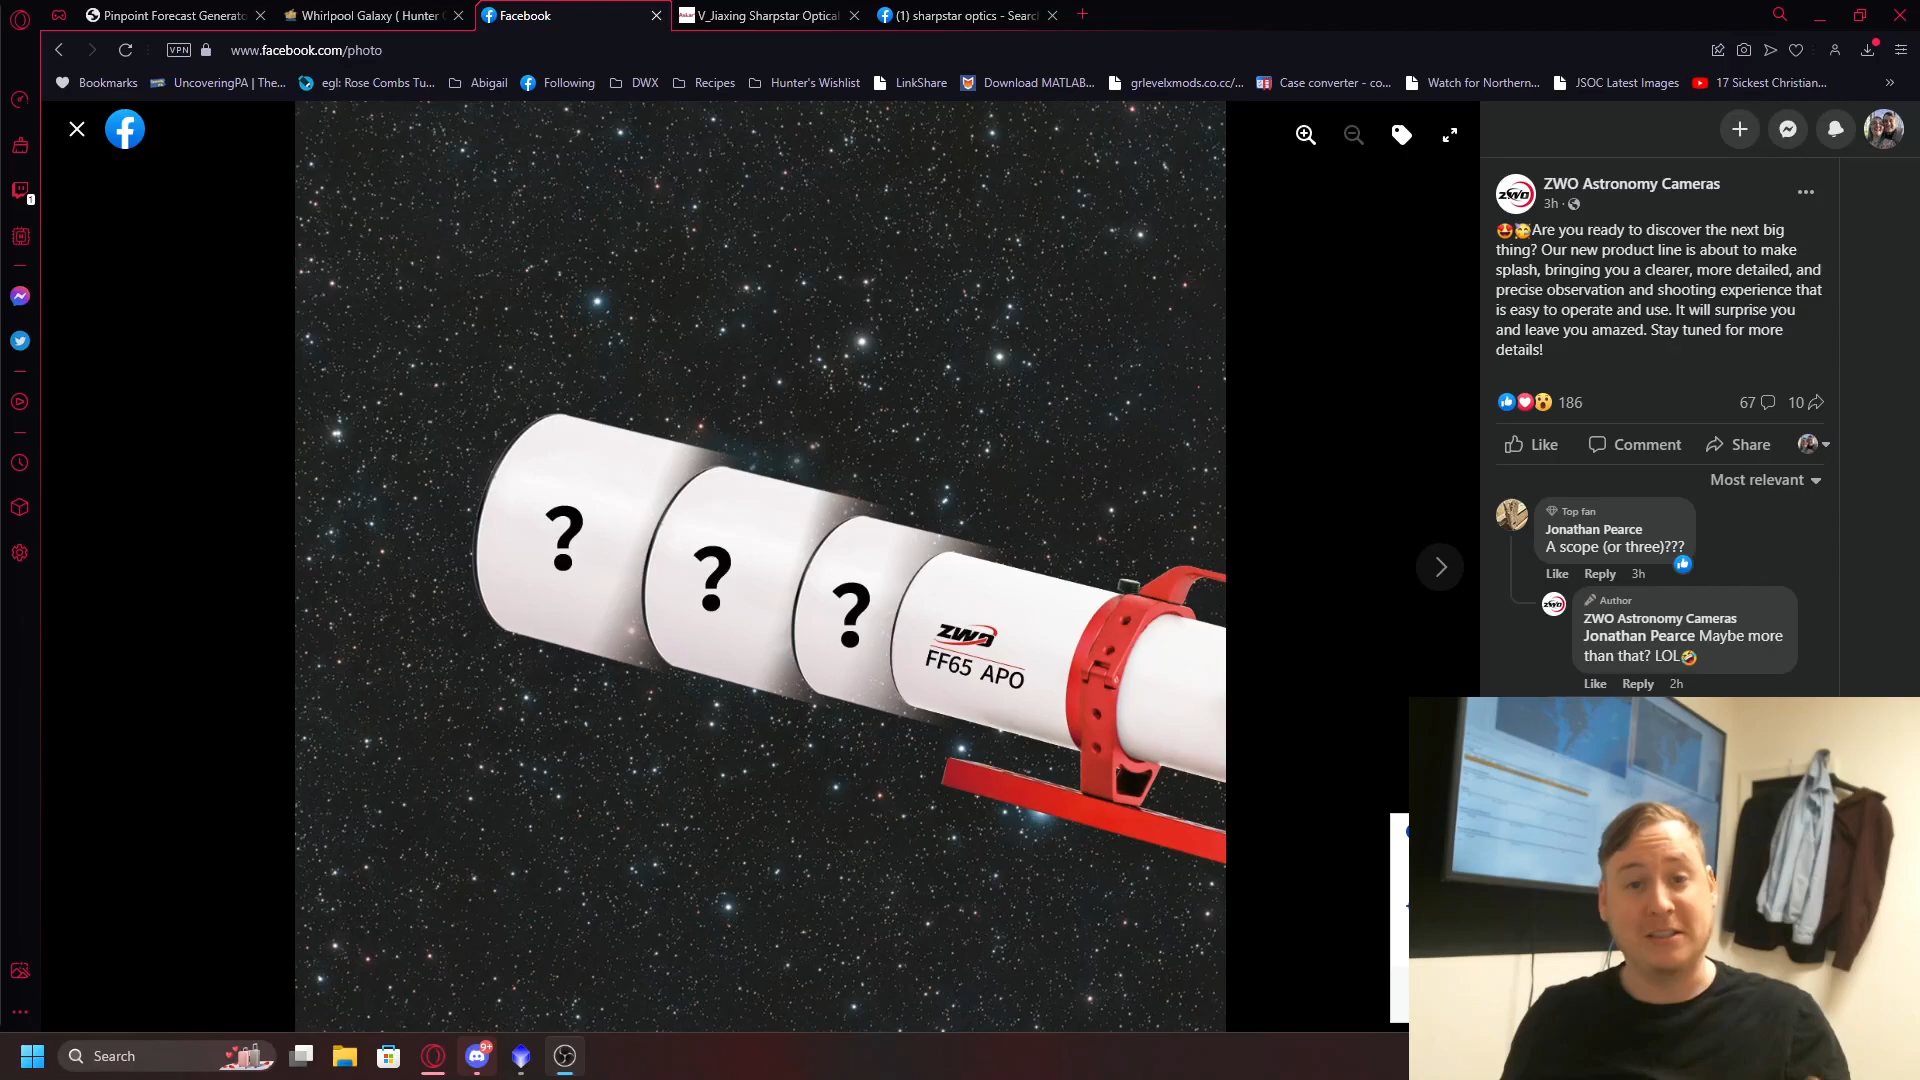 Pinpoint Forecast Generato
Whirlpool Galaxy ( Hunter
Facebook
V_Jiaxing Sharpstar Optical
(1) sharpstar optics - Searc
VPN
www.facebook.com/photo
Bookmarks
UncoveringPA | The...
egl: Rose Combs Tu...
Abigail
Following
DWX
Recipes
Hunter's Wishlist
LinkShare
Download MATLAB...
grlevelxmods.co.cc/...
Case converter - co...
Watch for Northern...
JSOC Latest Images
17 Sickest Christian...
1
?
?
?
ZWO
FF65 APO
ZWO
ZWO Astronomy Cameras
3h ·
Are you ready to discover the next big
thing? Our new product line is about to make
splash, bringing you a clearer, more detailed, and
precise observation and shooting experience that
is easy to operate and use. It will surprise you
and leave you amazed. Stay tuned for more
details!
186
67
10
Like
Comment
Share
Most relevant
Top fan
Jonathan Pearce
A scope (or three)???
Like Reply 3h
ZWO
Author
ZWO Astronomy Cameras
Jonathan Pearce Maybe more
than that? LOL
Like Reply 2h
Search
9+